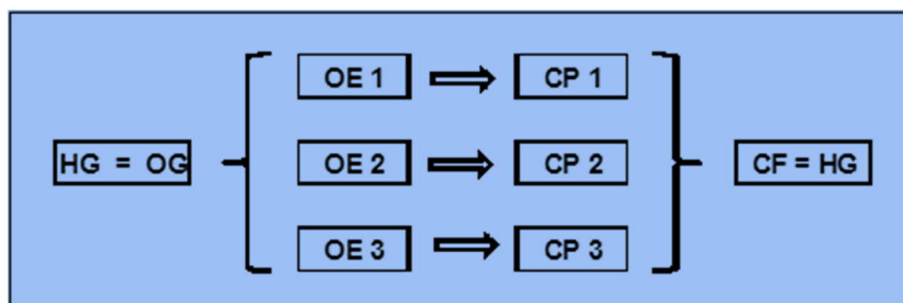 OE 1
CP 1
HG = OG
OE 2
CP 2
CF = HG
OE 3
CP 3